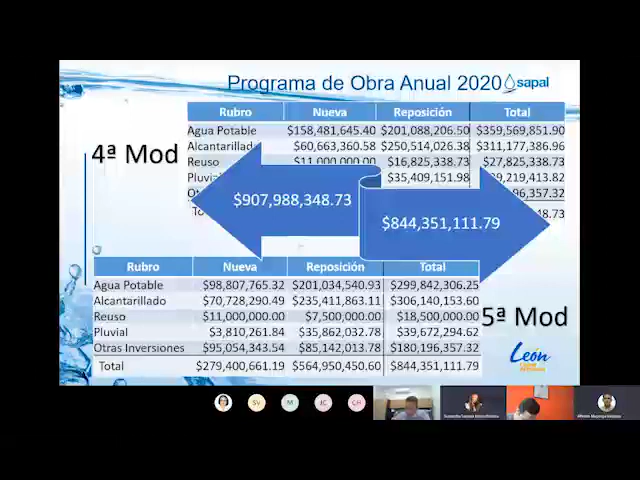 Programa de Obra Anual 2020 sapal
4ª Mod
Rubro Nueva Reposición Total
Agua Potable $158,481,645.40 $201,088,206.50 $359,569,851.90
Alcantarillado $60,663,360.58 $250,514,026.38 $311,177,386.96
Reuso $11,000,000.00 $16,825,338.73 $27,825,338.73
$35,409,151.98
$907,988,348.73
$844,351,111.79
Rubro Nueva Reposición Total
Agua Potable $98,807,765.32 $201,034,540.93 $299,842,306.25
Alcantarillado $70,728,290.49 $235,411,863.11 $306,140,153.60
Reuso $11,000,000.00 $7,500,000.00 $18,500,000.00
Pluvial $3,810,261.84 $35,862,032.78 $39,672,294.62
Otras Inversiones $95,054,343.54 $85,142,013.78 $180,196,357.32
Total $279,400,661.19 $564,950,450.60 $844,351,111.79
5ª Mod
León
SV M JC CH